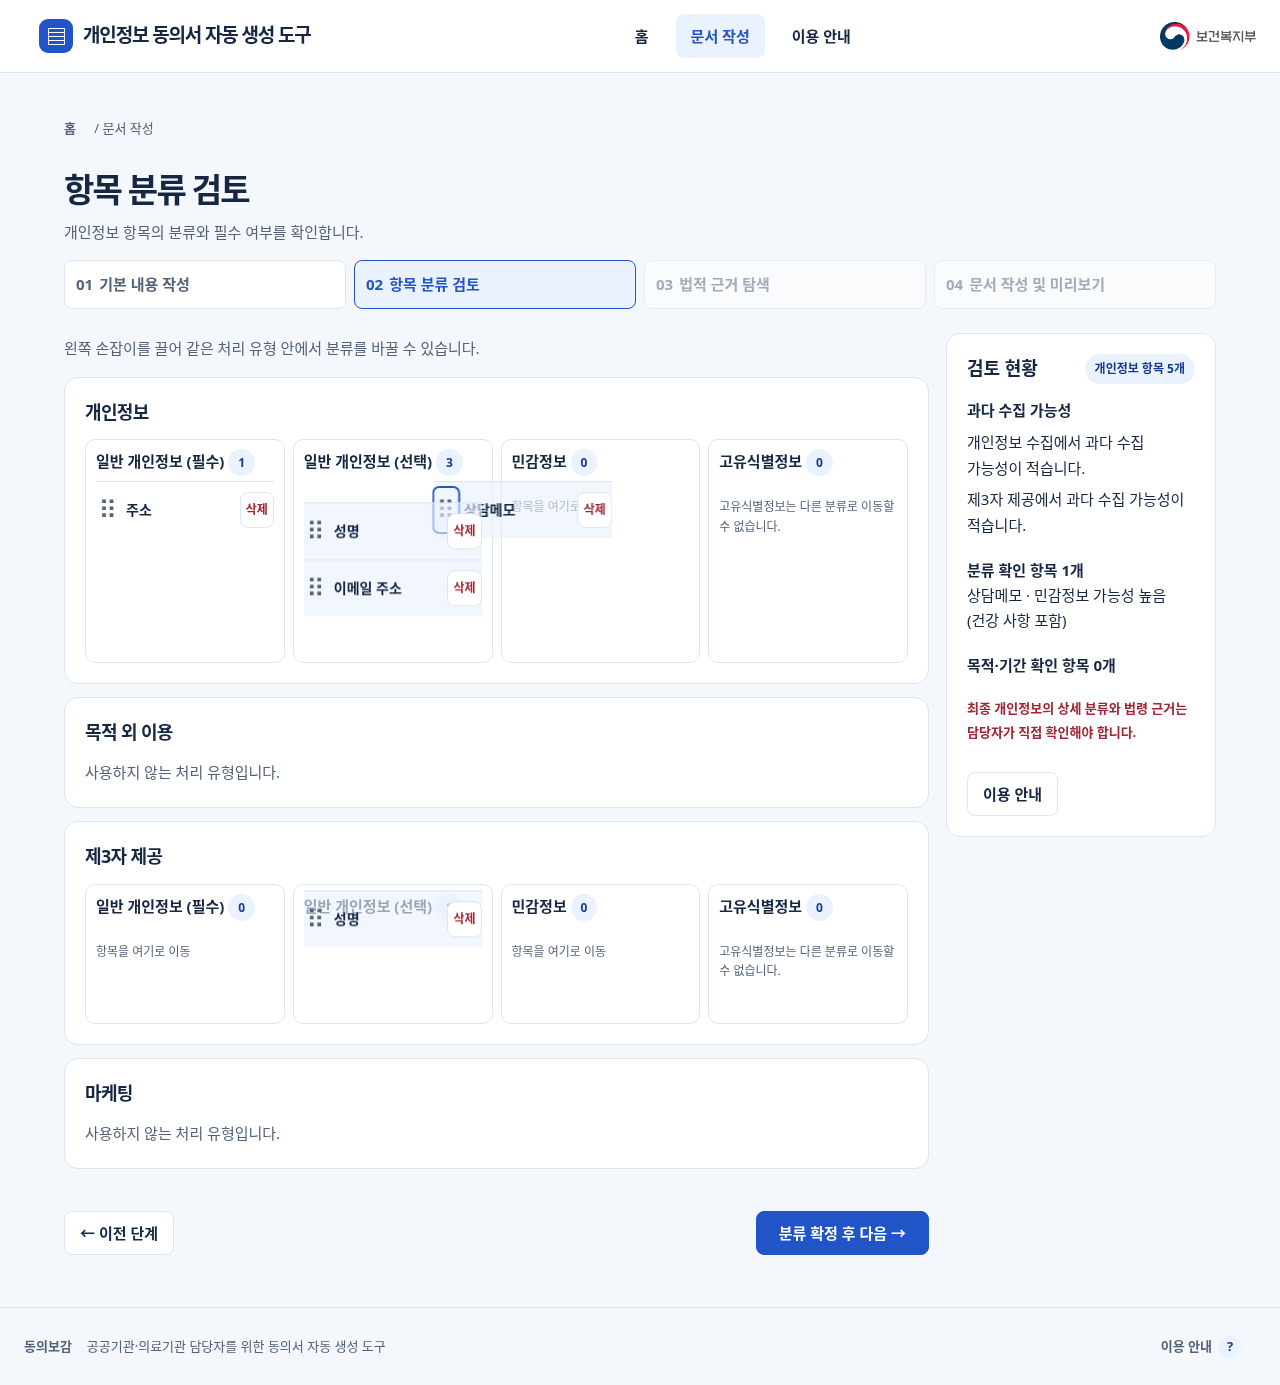 개인정보 동의서 자동 생성 도구
홈
문서 작성
이용 안내
보건복지부
홈 / 문서 작성
항목 분류 검토
개인정보 항목의 분류와 필수 여부를 확인합니다.
01 기본 내용 작성
02 항목 분류 검토
03 법적 근거 탐색
04 문서 작성 및 미리보기
왼쪽 손잡이를 끌어 같은 처리 유형 안에서 분류를 바꿀 수 있습니다.
개인정보
일반 개인정보 (필수) 1
주소
삭제
일반 개인정보 (선택) 3
상담메모
삭제
성명
삭제
이메일 주소
삭제
민감정보 0
항목을 여기로
고유식별정보 0
고유식별정보는 다른 분류로 이동할
수 없습니다.
목적 외 이용
사용하지 않는 처리 유형입니다.
제3자 제공
일반 개인정보 (필수) 0
항목을 여기로 이동
일반 개인정보 (선택)
성명
삭제
민감정보 0
항목을 여기로 이동
고유식별정보 0
고유식별정보는 다른 분류로 이동할
수 없습니다.
마케팅
사용하지 않는 처리 유형입니다.
← 이전 단계
분류 확정 후 다음 →
검토 현황
개인정보 항목 5개
과다 수집 가능성
개인정보 수집에서 과다 수집
가능성이 적습니다.
제3자 제공에서 과다 수집 가능성이
적습니다.
분류 확인 항목 1개
상담메모 · 민감정보 가능성 높음
(건강 사항 포함)
목적·기간 확인 항목 0개
최종 개인정보의 상세 분류와 법령 근거는
담당자가 직접 확인해야 합니다.
이용 안내
동의보감 공공기관·의료기관 담당자를 위한 동의서 자동 생성 도구
이용 안내 ?